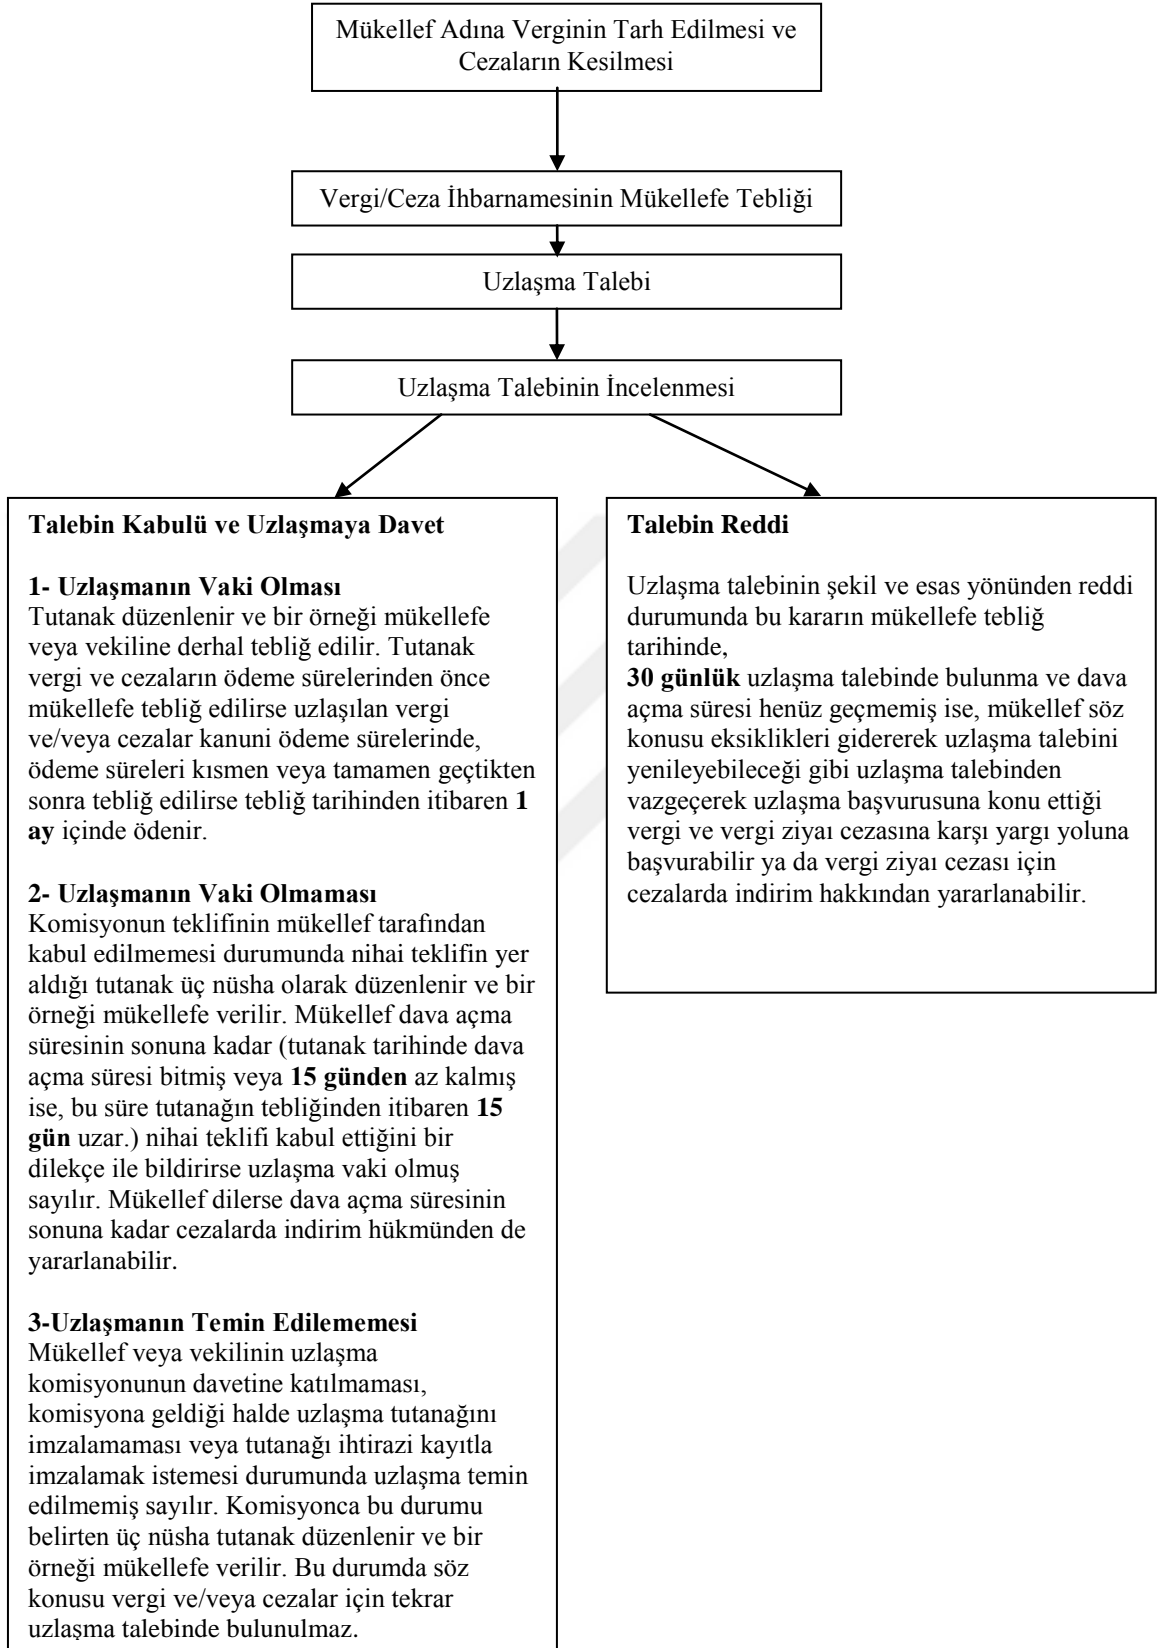 Mükellef Adına Verginin Tarh Edilmesi ve
Cezaların Kesilmesi
Vergi/Ceza İhbarnamesinin Mükellefe Tebliği
Uzlaşma Talebi
Uzlaşma Talebinin İncelenmesi
Talebin Kabulü ve Uzlaşmaya Davet
1- Uzlaşmanın Vaki Olması
Tutanak düzenlenir ve bir örneği mükellefe
veya vekiline derhal tebliğ edilir. Tutanak
vergi ve cezaların ödeme sürelerinden önce
mükellefe tebliğ edilirse uzlaşılan vergi
ve/veya cezalar kanuni ödeme sürelerinde,
ödeme süreleri kısmen veya tamamen geçtikten
sonra tebliğ edilirse tebliğ tarihinden itibaren 1
ay içinde ödenir.
2- Uzlaşmanın Vaki Olmaması
Komisyonun teklifinin mükellef tarafından
kabul edilmemesi durumunda nihai teklifin yer
aldığı tutanak üç nüsha olarak düzenlenir ve bir
örneği mükellefe verilir. Mükellef dava açma
süresinin sonuna kadar (tutanak tarihinde dava
açma süresi bitmiş veya 15 günden az kalmış
ise, bu süre tutanağın tebliğinden itibaren 15
gün uzar.) nihai teklifi kabul ettiğini bir
dilekçe ile bildirirse uzlaşma vaki olmuş
sayılır. Mükellef dilerse dava açma süresinin
sonuna kadar cezalarda indirim hükmünden de
yararlanabilir.
3-Uzlaşmanın Temin Edilememesi
Mükellef veya vekilinin uzlaşma
komisyonunun davetine katılmaması,
komisyona geldiği halde uzlaşma tutanağını
imzalamaması veya tutanağı ihtirazi kayıtla
imzalamak istemesi durumunda uzlaşma temin
edilmemiş sayılır. Komisyonca bu durumu
belirten üç nüsha tutanak düzenlenir ve bir
örneği mükellefe verilir. Bu durumda söz
konusu vergi ve/veya cezalar için tekrar
uzlaşma talebinde bulunulmaz.
Talebin Reddi
Uzlaşma talebinin şekil ve esas yönünden reddi
durumunda bu kararın mükellefe tebliğ
tarihinde,
30 günlük uzlaşma talebinde bulunma ve dava
açma süresi henüz geçmemiş ise, mükellef söz
konusu eksiklikleri gidererek uzlaşma talebini
yenileyebileceği gibi uzlaşma talebinden
vazgeçerek uzlaşma başvurusuna konu ettiği
vergi ve vergi ziyaı cezasına karşı yargı yoluna
başvurabilir ya da vergi ziyaı cezası için
cezalarda indirim hakkından yararlanabilir.